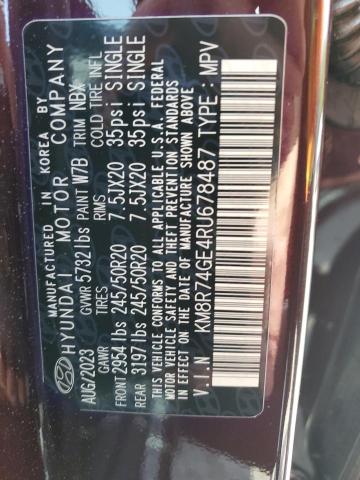 MFD IN KOREA BY
HYUNDAI MOTOR COMPANY
AUG/2023 GVWR 5732 lbs PAINT W7B TRIM NBX
GAWR TIRES RIMS COLD TIRE INFL
FRONT 2954 lbs 245/50R20 7.5JX20 35psi SINGLE
GAWR
REAR 3197 lbs 245/50R20 7.5JX20 35psi SINGLE
THIS VEHICLE CONFORMS TO ALL APPLICABLE U.S.A. FEDERAL
MOTOR VEHICLE SAFETY AND THEFT PREVENTION STANDARDS
IN EFFECT ON THE DATE OF MANUFACTURE SHOWN ABOVE.
V.I.N KM8R74GE4RU678487 TYPE: MPV